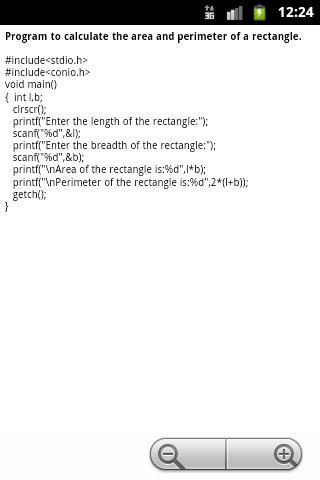 3G 12:24
Program to calculate the area and perimeter of a rectangle.
#include<stdio.h>
#include<conio.h>
void main()
{  int l,b;
clrscr();
printf("Enter the length of the rectangle:");
scanf("%d",&l);
printf("Enter the breadth of the rectangle:");
scanf("%d",&b);
printf("\nArea of the rectangle is:%d",l*b);
printf("\nPerimeter of the rectangle is:%d",2*(l+b));
getch();
}